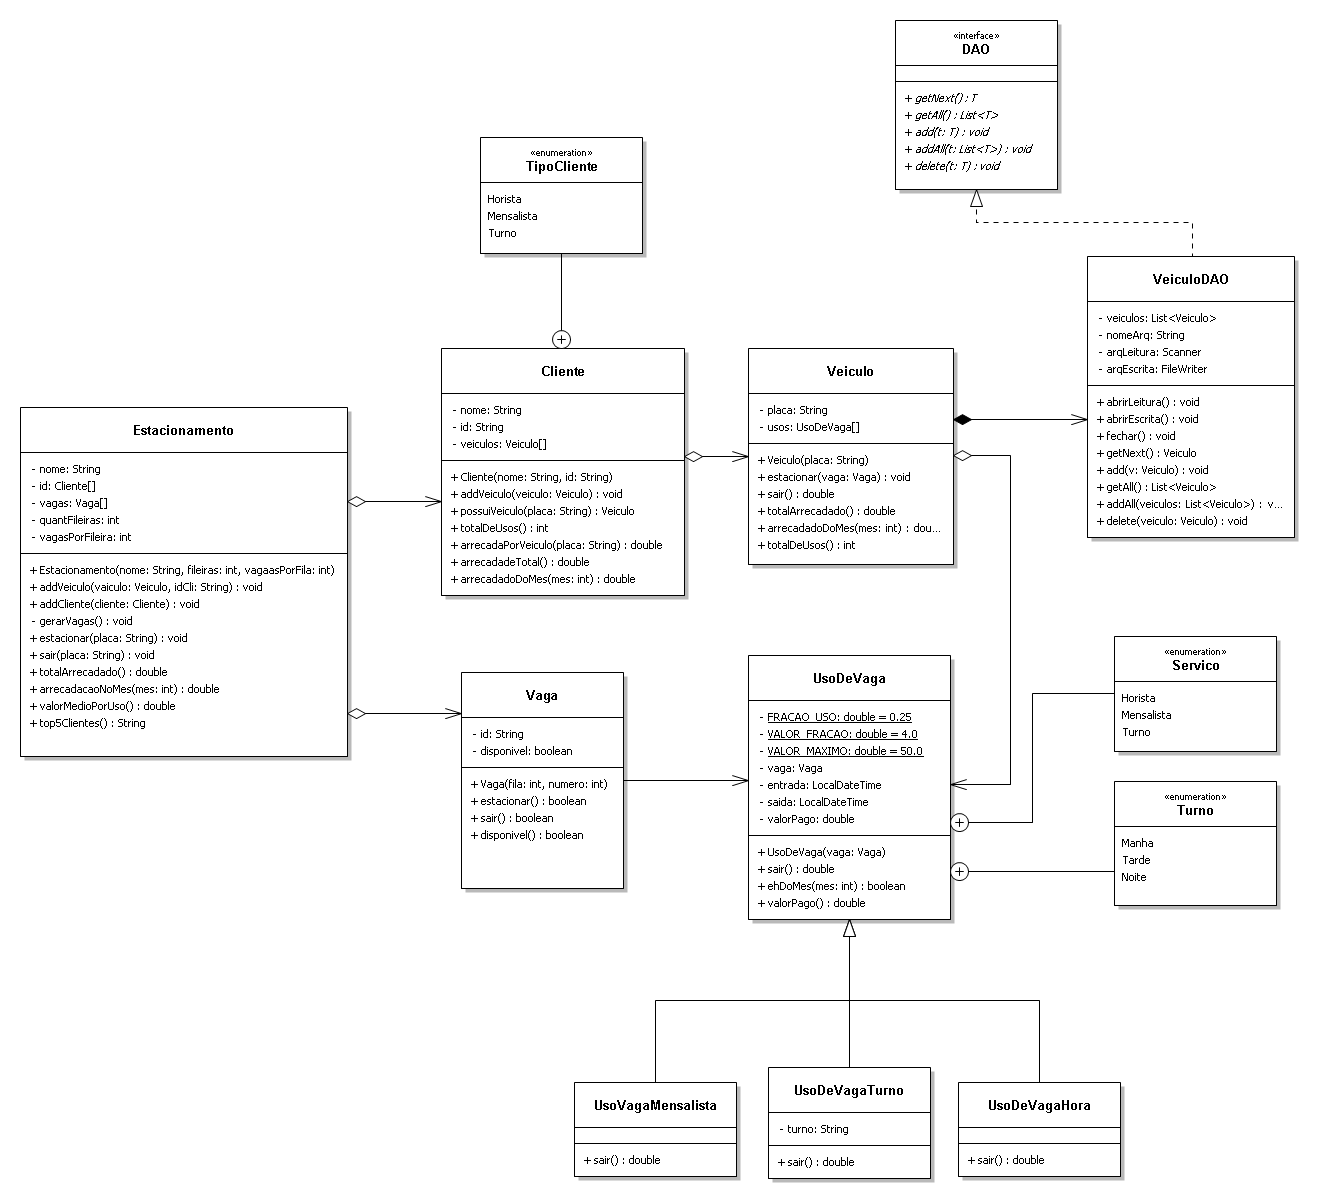 «interface»
DAO
+ getNext() : T
+ getAll() : List<T>
+ add(t: T) : void
+ addAll(t: List<T>) : void
+ delete(t: T) : void
«enumeration»
TipoCliente
Horista
Mensalista
Turno
VeiculoDAO
- veiculos: List<Veiculo>
- nomeArq: String
- arqLeitura: Scanner
- arqEscrita: FileWriter
+ abrirLeitura() : void
+ abrirEscrita() : void
+ fechar() : void
+ getNext() : Veiculo
+ add(v: Veiculo) : void
+ getAll() : List<Veiculo>
+ addAll(veiculos: List<Veiculo>) : v...
+ delete(veiculo: Veiculo) : void
Cliente
- nome: String
- id: String
- veiculos: Veiculo[]
+ Cliente(nome: String, id: String)
+ addVeiculo(veiculo: Veiculo) : void
+ possuiVeiculo(placa: String) : Veiculo
+ totalDeUsos() : int
+ arrecadaPorVeiculo(placa: String) : double
+ arrecadadeTotal() : double
+ arrecadadoDoMes(mes: int) : double
Veiculo
- placa: String
- usos: UsoDeVaga[]
+ Veiculo(placa: String)
+ estacionar(vaga: Vaga) : void
+ sair() : double
+ totalArrecadado() : double
+ arrecadadoDoMes(mes: int) : dou...
+ totalDeUsos() : int
Estacionamento
- nome: String
- id: Cliente[]
- vagas: Vaga[]
- quantFileiras: int
- vagasPorFileira: int
+ Estacionamento(nome: String, fileiras: int, vagaasPorFila: int)
+ addVeiculo(vaiculo: Veiculo, idCli: String) : void
+ addCliente(cliente: Cliente) : void
- gerarVagas() : void
+ estacionar(placa: String) : void
+ sair(placa: String) : void
+ totalArrecadado() : double
+ arrecadacaoNoMes(mes: int) : double
+ valorMedioPorUso() : double
+ top5Clientes() : String
Vaga
- id: String
- disponivel: boolean
+ Vaga(fila: int, numero: int)
+ estacionar() : boolean
+ sair() : boolean
+ disponivel() : boolean
UsoDeVaga
- FRACAO_USO: double = 0.25
- VALOR_FRACAO: double = 4.0
- VALOR_MAXIMO: double = 50.0
- vaga: Vaga
- entrada: LocalDateTime
- saida: LocalDateTime
- valorPago: double
+ UsoDeVaga(vaga: Vaga)
+ sair() : double
+ ehDoMes(mes: int) : boolean
+ valorPago() : double
«enumeration»
Servico
Horista
Mensalista
Turno
«enumeration»
Turno
Manha
Tarde
Noite
UsoVagaMensalista
+ sair() : double
UsoDeVagaTurno
- turno: String
+ sair() : double
UsoDeVagaHora
+ sair() : double